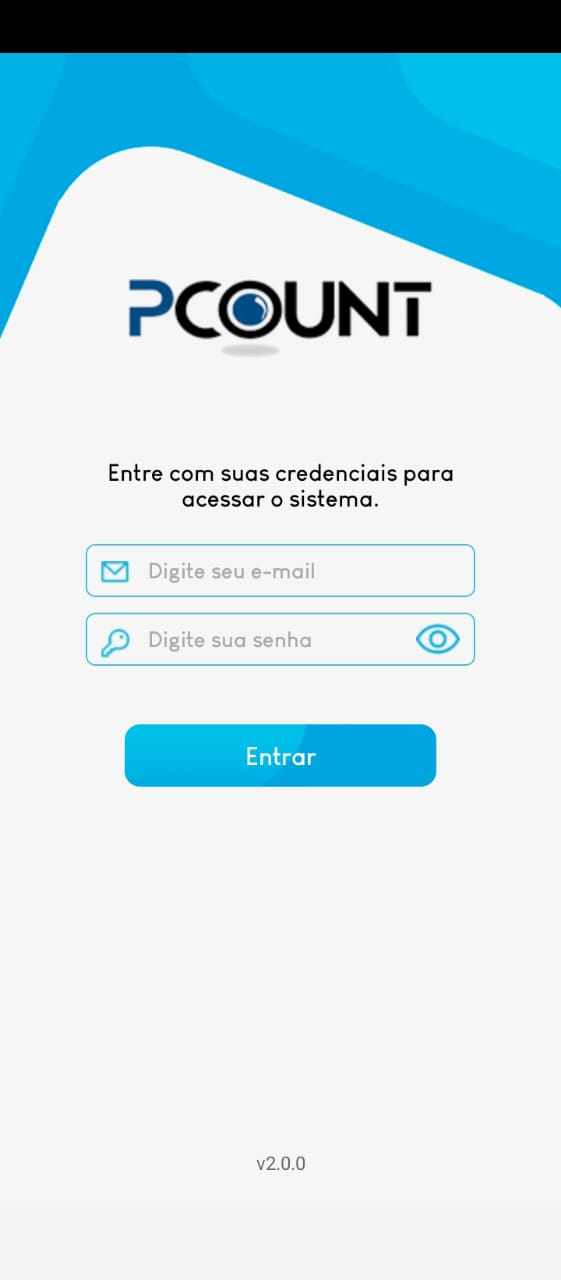 PCOUNT
Entre com suas credenciais para
acessar o sistema.
Digite seu e-mail
Digite sua senha
Entrar
v2.0.0